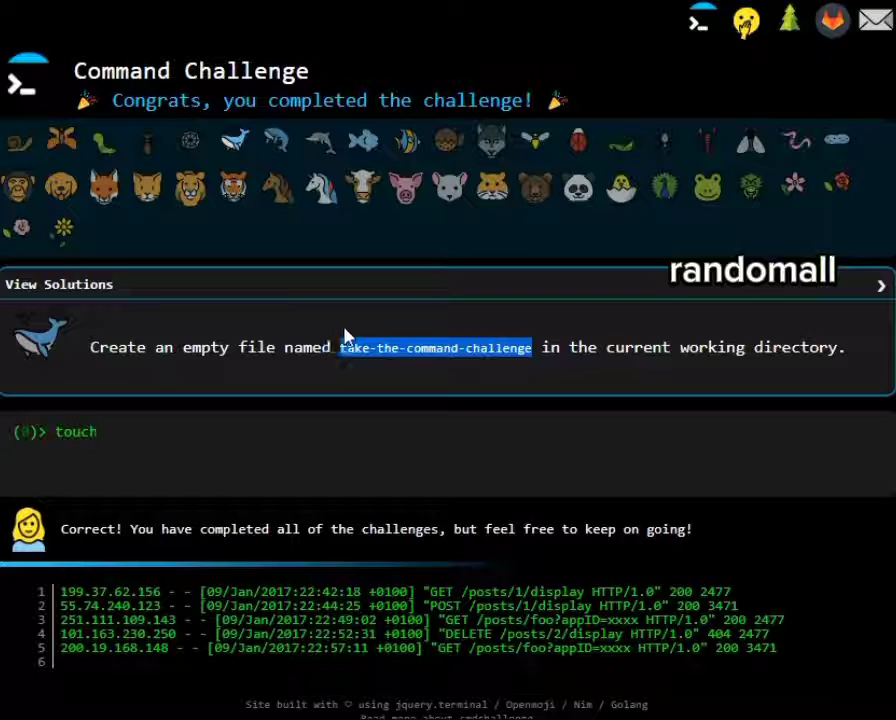 Command Challenge
🎉 Congrats, you completed the challenge! 🎉
randomall
View Solutions
Create an empty file named take-the-command-challenge in the current working directory.
(0)> touch
Correct! You have completed all of the challenges, but feel free to keep on going!
1 199.37.62.156 - - [09/Jan/2017:22:42:18 +0100] "GET /posts/1/display HTTP/1.0" 200 2477
2 55.74.240.123 - - [09/Jan/2017:22:44:25 +0100] "POST /posts/1/display HTTP/1.0" 200 3471
3 251.111.109.143 - - [09/Jan/2017:22:49:02 +0100] "GET /posts/foo?appID=xxxx HTTP/1.0" 200 2477
4 101.163.230.250 - - [09/Jan/2017:22:52:31 +0100] "DELETE /posts/2/display HTTP/1.0" 404 2477
5 200.19.168.148 - - [09/Jan/2017:22:57:11 +0100] "GET /posts/foo?appID=xxxx HTTP/1.0" 200 3471
6
Site built with ♡ using jquery.terminal / Openmoji / Nim / Golang
Read more about cmdchallenge